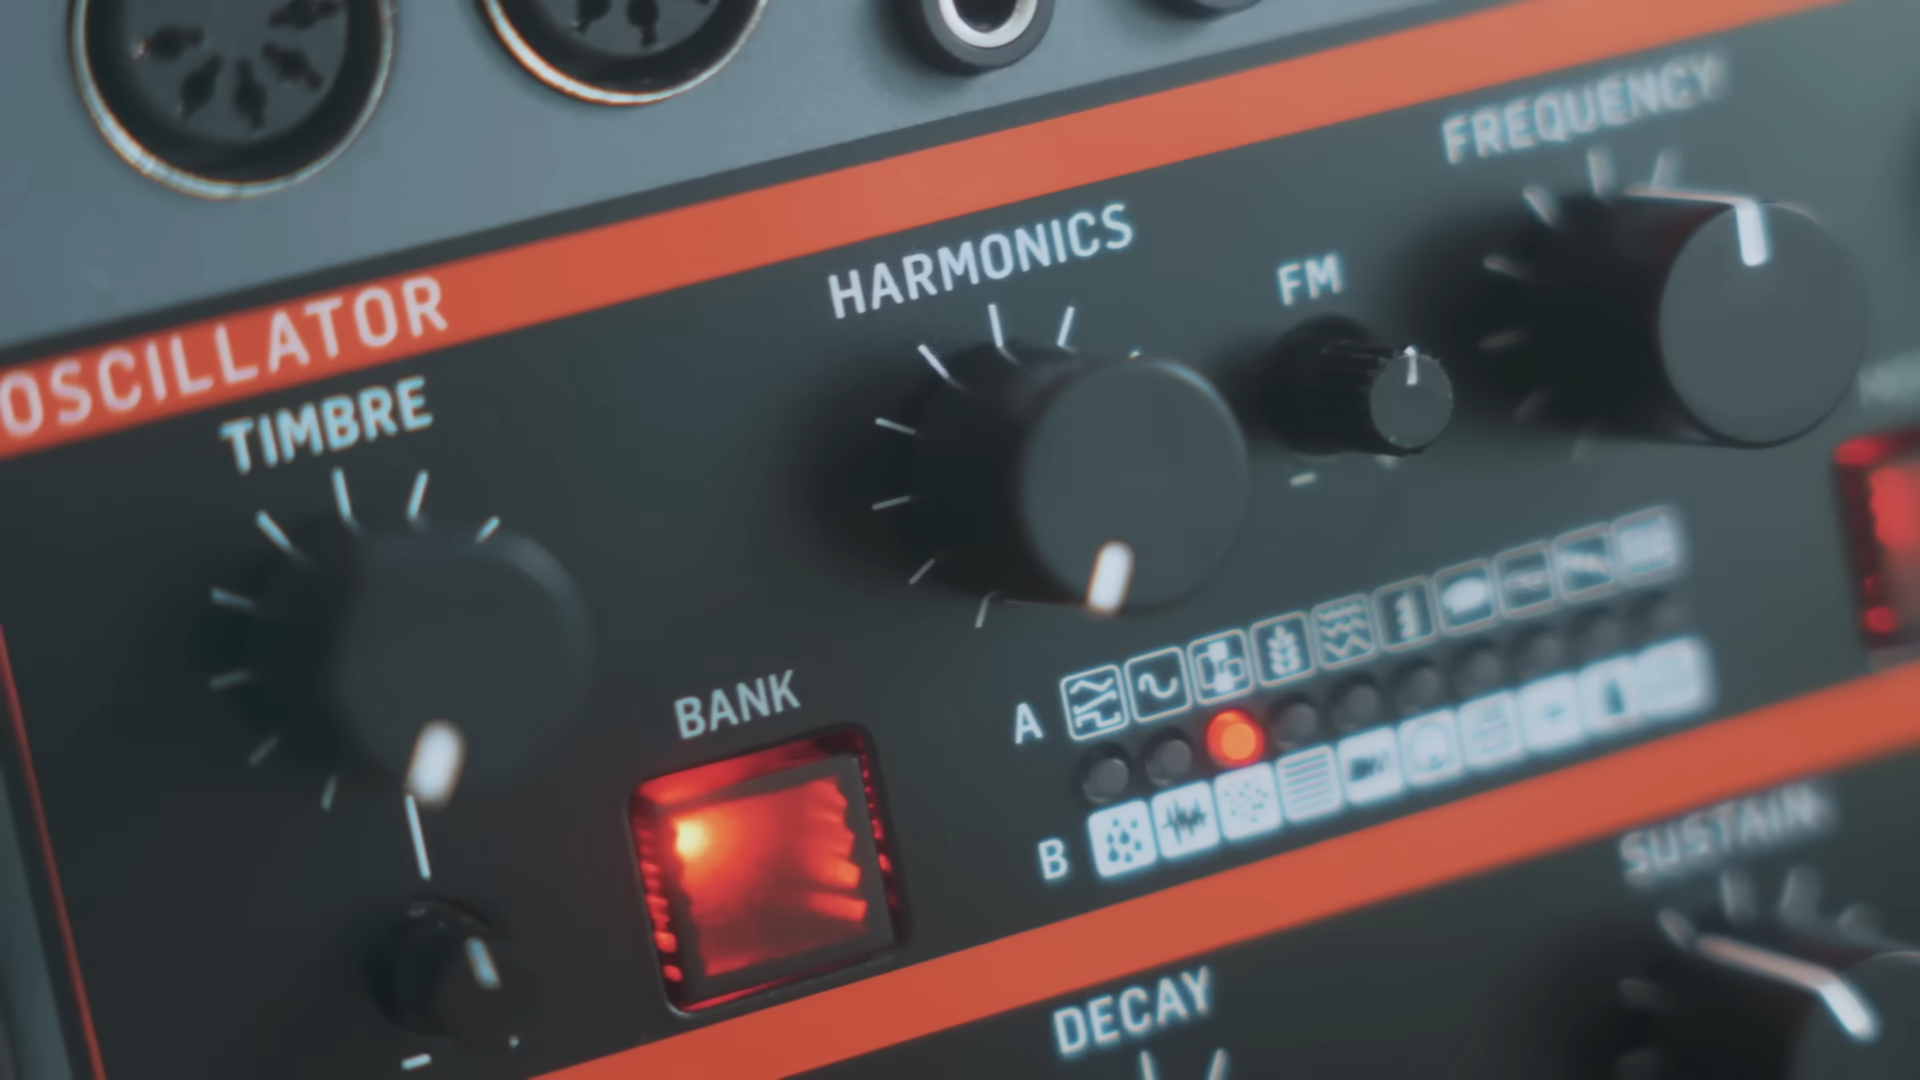 OSCILLATOR
TIMBRE
HARMONICS
FM
FREQUENCY
BANK
A
B
DECAY
SUSTAIN